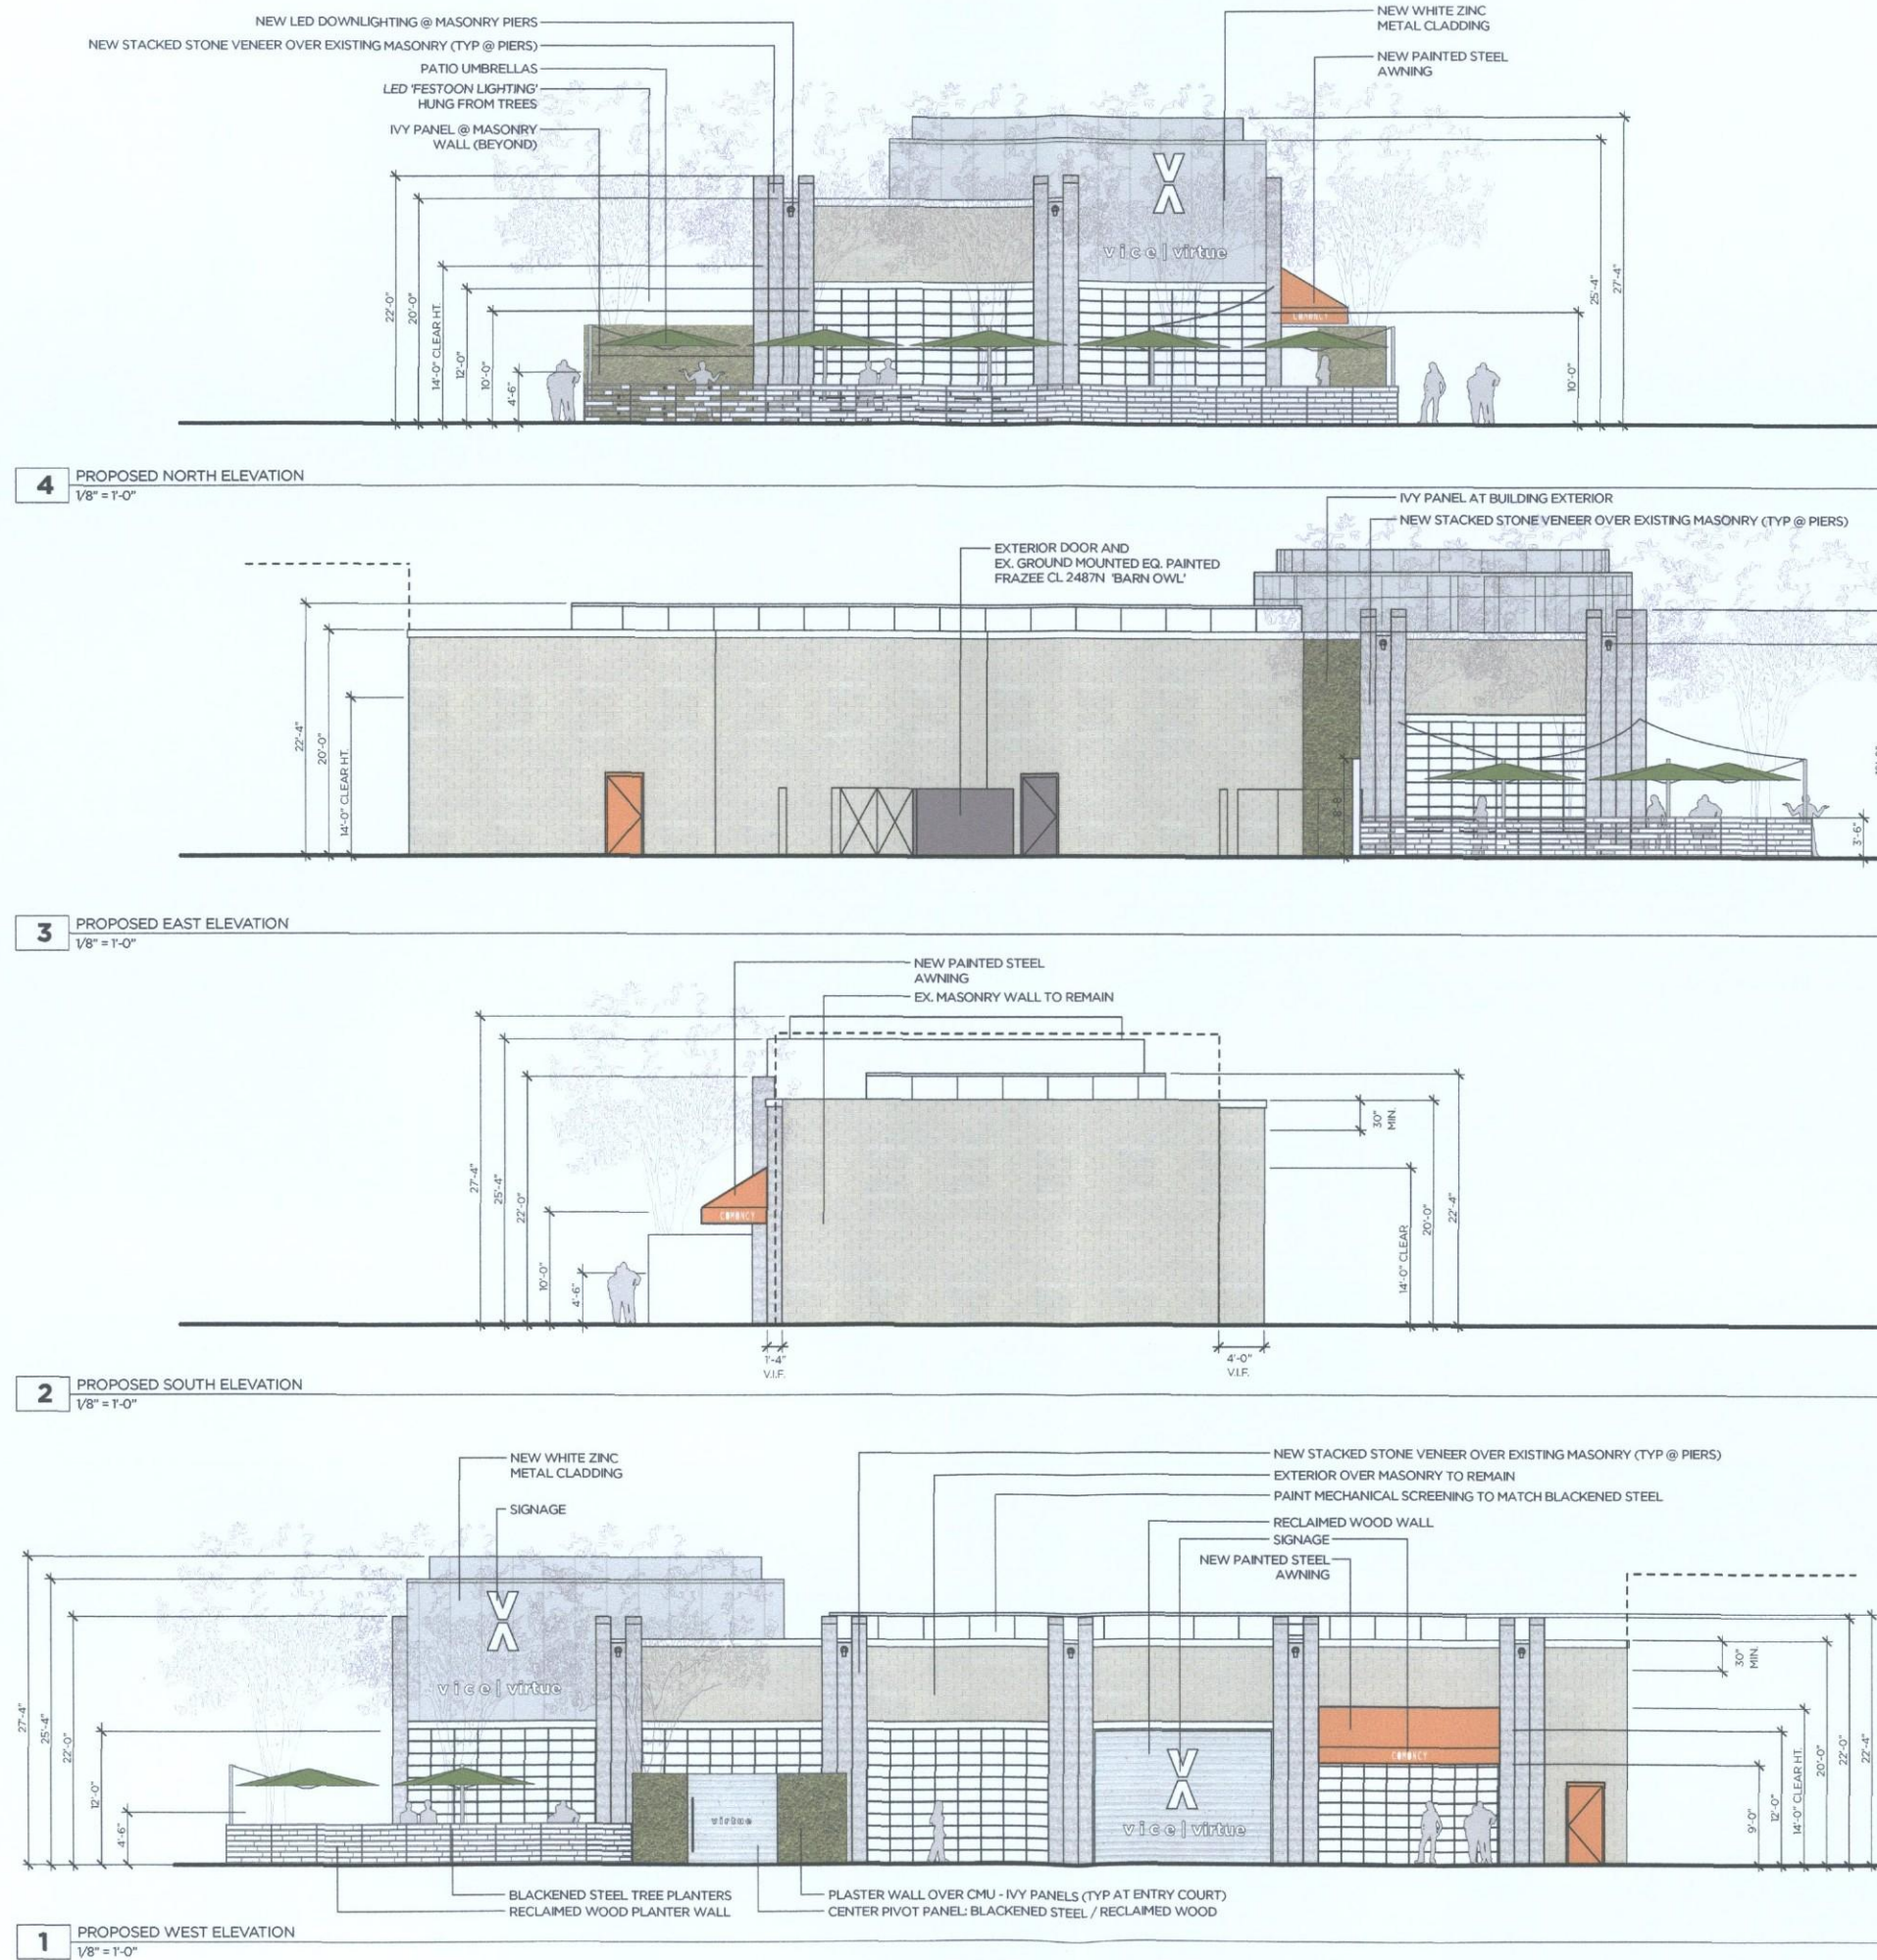 NEW LED DOWNLIGHTING @ MASONRY PIERS
NEW STACKED STONE VENEER OVER EXISTING MASONRY (TYP @ PIERS)
PATIO UMBRELLAS
LED 'FESTOON LIGHTING'
HUNG FROM TREES
IVY PANEL @ MASONRY
WALL (BEYOND)
NEW WHITE ZINC
METAL CLADDING
NEW PAINTED STEEL
AWNING
vice | virtue
22'-0"
20'-0"
14'-0" CLEAR HT.
12'-0"
10'-0"
4'-6"
10'-0"
25'-4"
27'-4"
4 PROPOSED NORTH ELEVATION
1/8" = 1'-0"
IVY PANEL AT BUILDING EXTERIOR
NEW STACKED STONE VENEER OVER EXISTING MASONRY (TYP @ PIERS)
EXTERIOR DOOR AND
EX. GROUND MOUNTED EQ. PAINTED
FRAZEE CL 2487N 'BARN OWL'
22'-4"
20'-0"
14'-0" CLEAR HT.
3'-6"
3 PROPOSED EAST ELEVATION
1/8" = 1'-0"
NEW PAINTED STEEL
AWNING
EX. MASONRY WALL TO REMAIN
27'-4"
25'-4"
22'-0"
10'-0"
4'-6"
30"
MIN.
14'-0" CLEAR
20'-0"
22'-4"
1'-4"
V.I.F.
4'-0"
V.I.F.
2 PROPOSED SOUTH ELEVATION
1/8" = 1'-0"
NEW WHITE ZINC
METAL CLADDING
SIGNAGE
NEW STACKED STONE VENEER OVER EXISTING MASONRY (TYP @ PIERS)
EXTERIOR OVER MASONRY TO REMAIN
PAINT MECHANICAL SCREENING TO MATCH BLACKENED STEEL
RECLAIMED WOOD WALL
SIGNAGE
NEW PAINTED STEEL
AWNING
vice | virtue
virtue
vice | virtue
27'-4"
25'-4"
22'-0"
12'-0"
4'-6"
30"
MIN.
9'-0"
12'-0"
14'-0" CLEAR HT.
20'-0"
22'-0"
22'-4"
BLACKENED STEEL TREE PLANTERS
RECLAIMED WOOD PLANTER WALL
PLASTER WALL OVER CMU - IVY PANELS (TYP AT ENTRY COURT)
CENTER PIVOT PANEL: BLACKENED STEEL / RECLAIMED WOOD
1 PROPOSED WEST ELEVATION
1/8" = 1'-0"